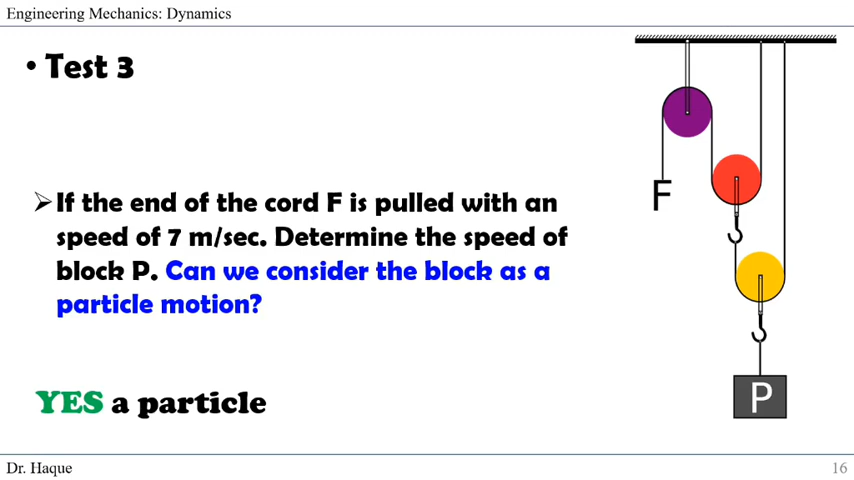 Engineering Mechanics: Dynamics
• Test 3
➢If the end of the cord F is pulled with an
speed of 7 m/sec. Determine the speed of
block P. Can we consider the block as a
particle motion?
YES a particle
F
P
Dr. Haque
16